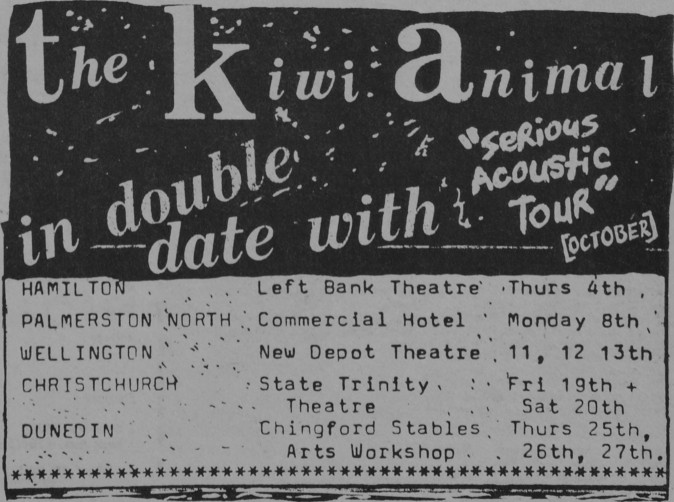 the kiwi Animal
in double
date with
"SERIOUS
ACOUSTIC
TOUR"
[OCTOBER]
HAMILTON Left Bank Theatre Thurs 4th
PALMERSTON NORTH Commercial Hotel Monday 8th
WELLINGTON New Depot Theatre 11, 12 13th
CHRISTCHURCH State Trinity Fri 19th +
Theatre Sat 20th
DUNEDIN Chingford Stables Thurs 25th,
Arts Workshop 26th, 27th.